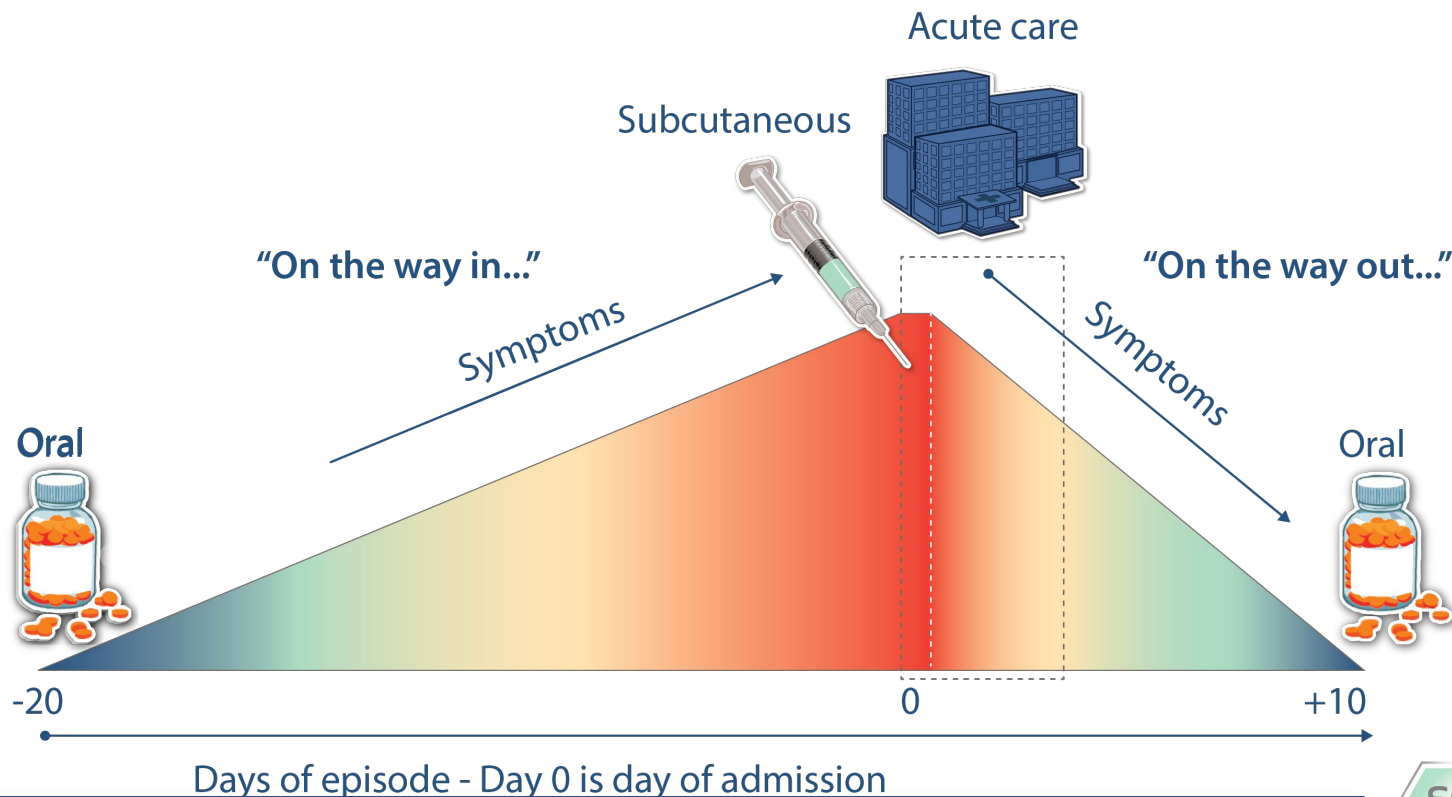 Acute care
Subcutaneous
“On the way in...”
“On the way out...”
Symptoms
Symptoms
Oral
Oral
-20
0
+10
Days of episode - Day 0 is day of admission